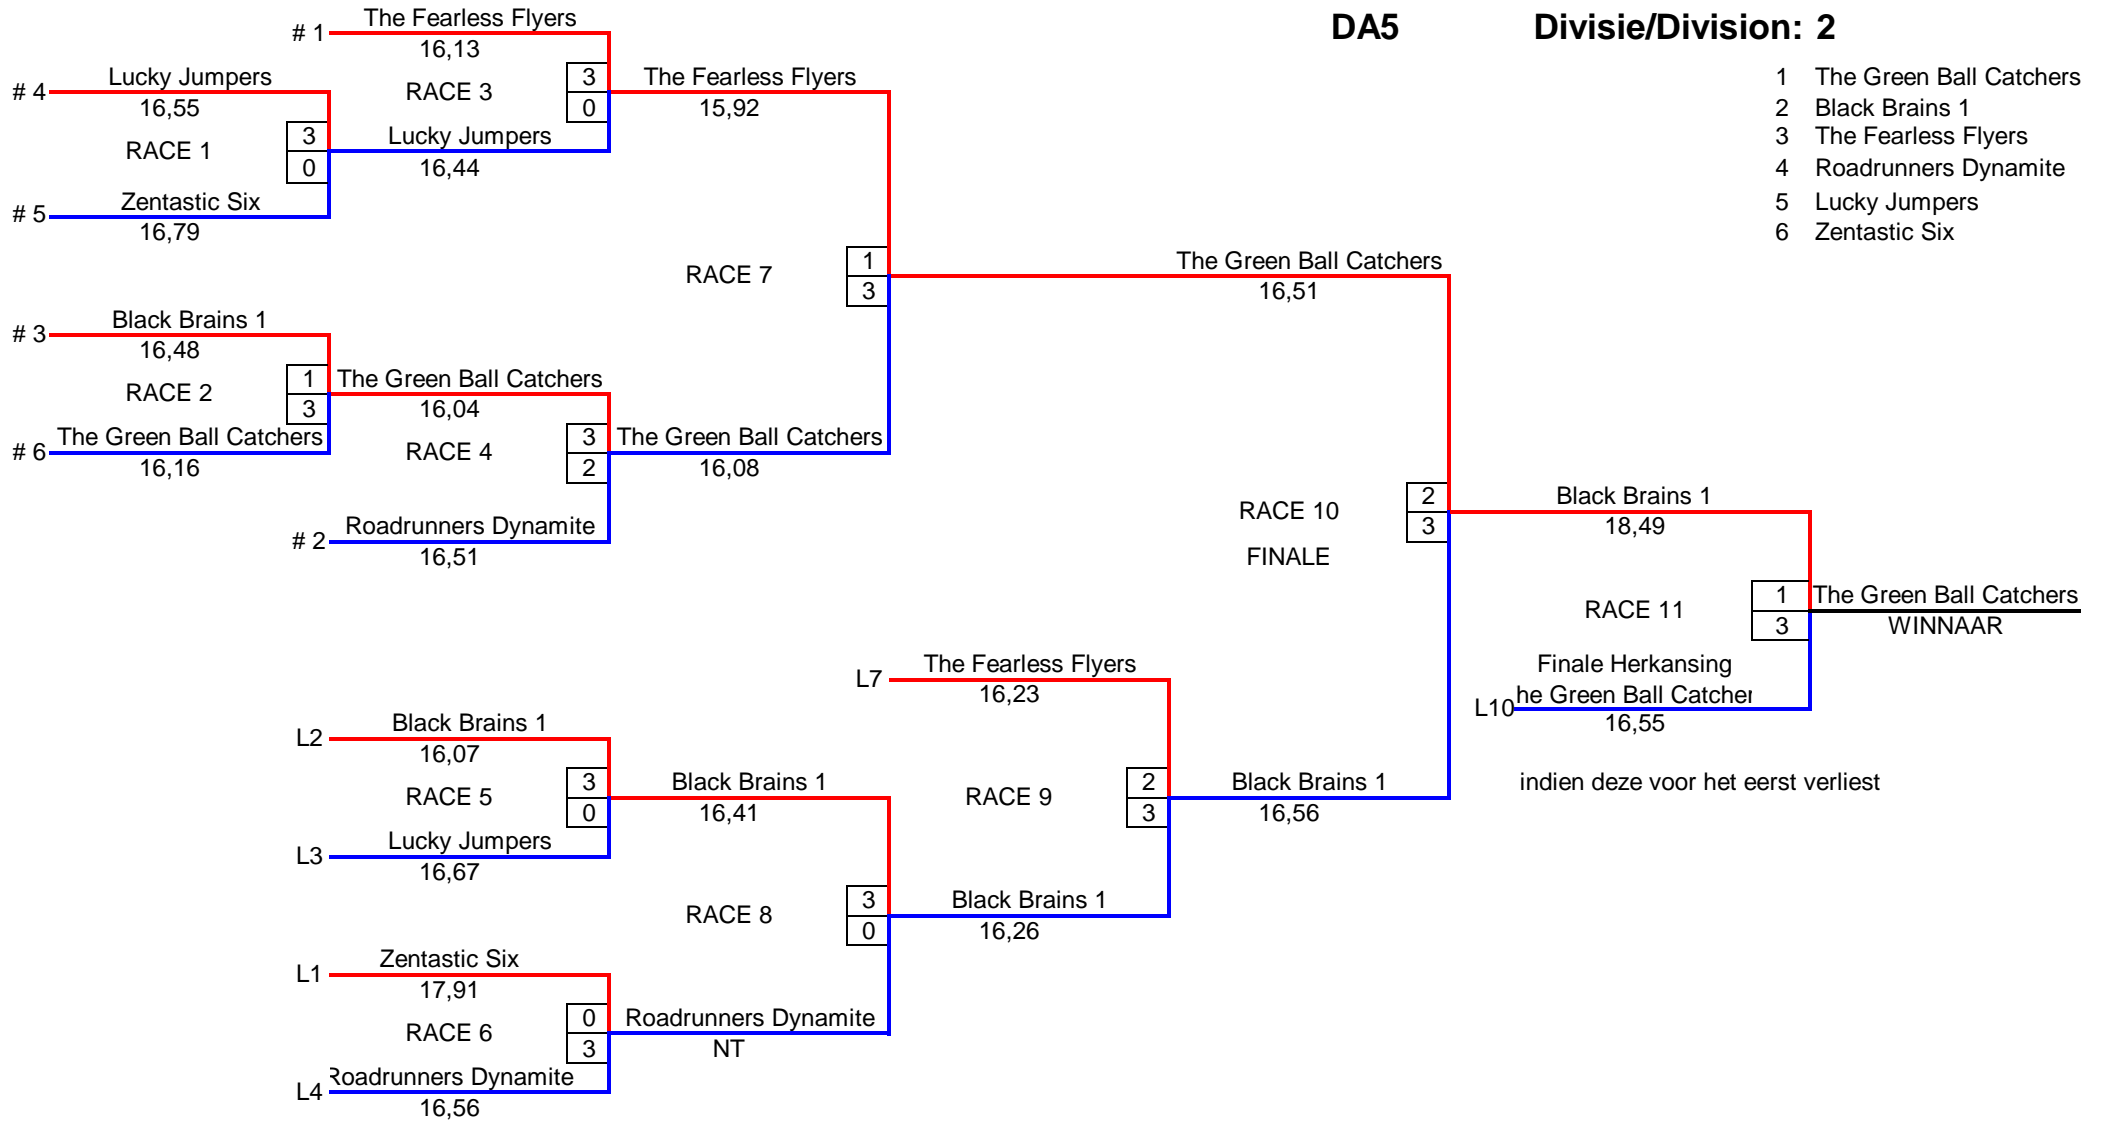 DA5 Divisie/Division: 2
1 The Green Ball Catchers
2 Black Brains 1
3 The Fearless Flyers
4 Roadrunners Dynamite
5 Lucky Jumpers
6 Zentastic Six
# 1 The Fearless Flyers
16,13
RACE 3
3
0
Lucky Jumpers
16,44
# 4 Lucky Jumpers
16,55
RACE 1
3
0
# 5 Zentastic Six
16,79
The Fearless Flyers
15,92
RACE 7
1
3
# 3 Black Brains 1
16,48
RACE 2
1
3
# 6 The Green Ball Catchers
16,16
The Green Ball Catchers
16,04
RACE 4
3
2
# 2 Roadrunners Dynamite
16,51
The Green Ball Catchers
16,08
The Green Ball Catchers
16,51
RACE 10
FINALE
2
3
Black Brains 1
18,49
RACE 11
1
3
The Green Ball Catchers
WINNAAR
Finale Herkansing
L10 he Green Ball Catcher
16,55
indien deze voor het eerst verliest
L7 The Fearless Flyers
16,23
RACE 9
2
3
Black Brains 1
16,56
L2 Black Brains 1
16,07
RACE 5
3
0
L3 Lucky Jumpers
16,67
Black Brains 1
16,41
RACE 8
3
0
Black Brains 1
16,26
L1 Zentastic Six
17,91
RACE 6
0
3
L4 Roadrunners Dynamite
16,56
Roadrunners Dynamite
NT